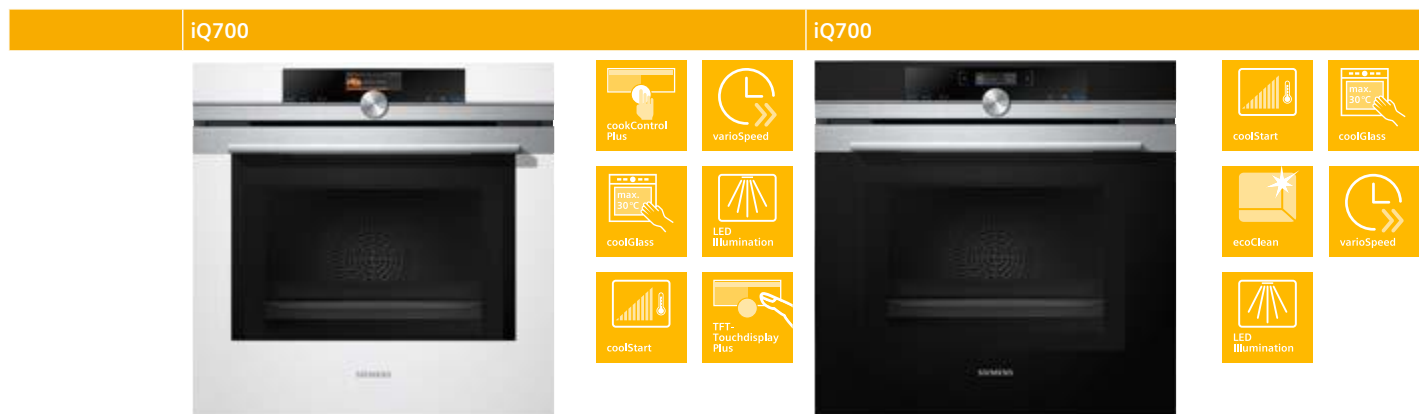 iQ700
iQ700
cookControl
Plus
varioSpeed
max.
30°C
coolGlass
LED
Illumination
coolStart
TFT-
Touchdisplay
Plus
SIEMENS
coolStart
max.
30°C
coolGlass
ecoClean
varioSpeed
LED
Illumination
SIEMENS